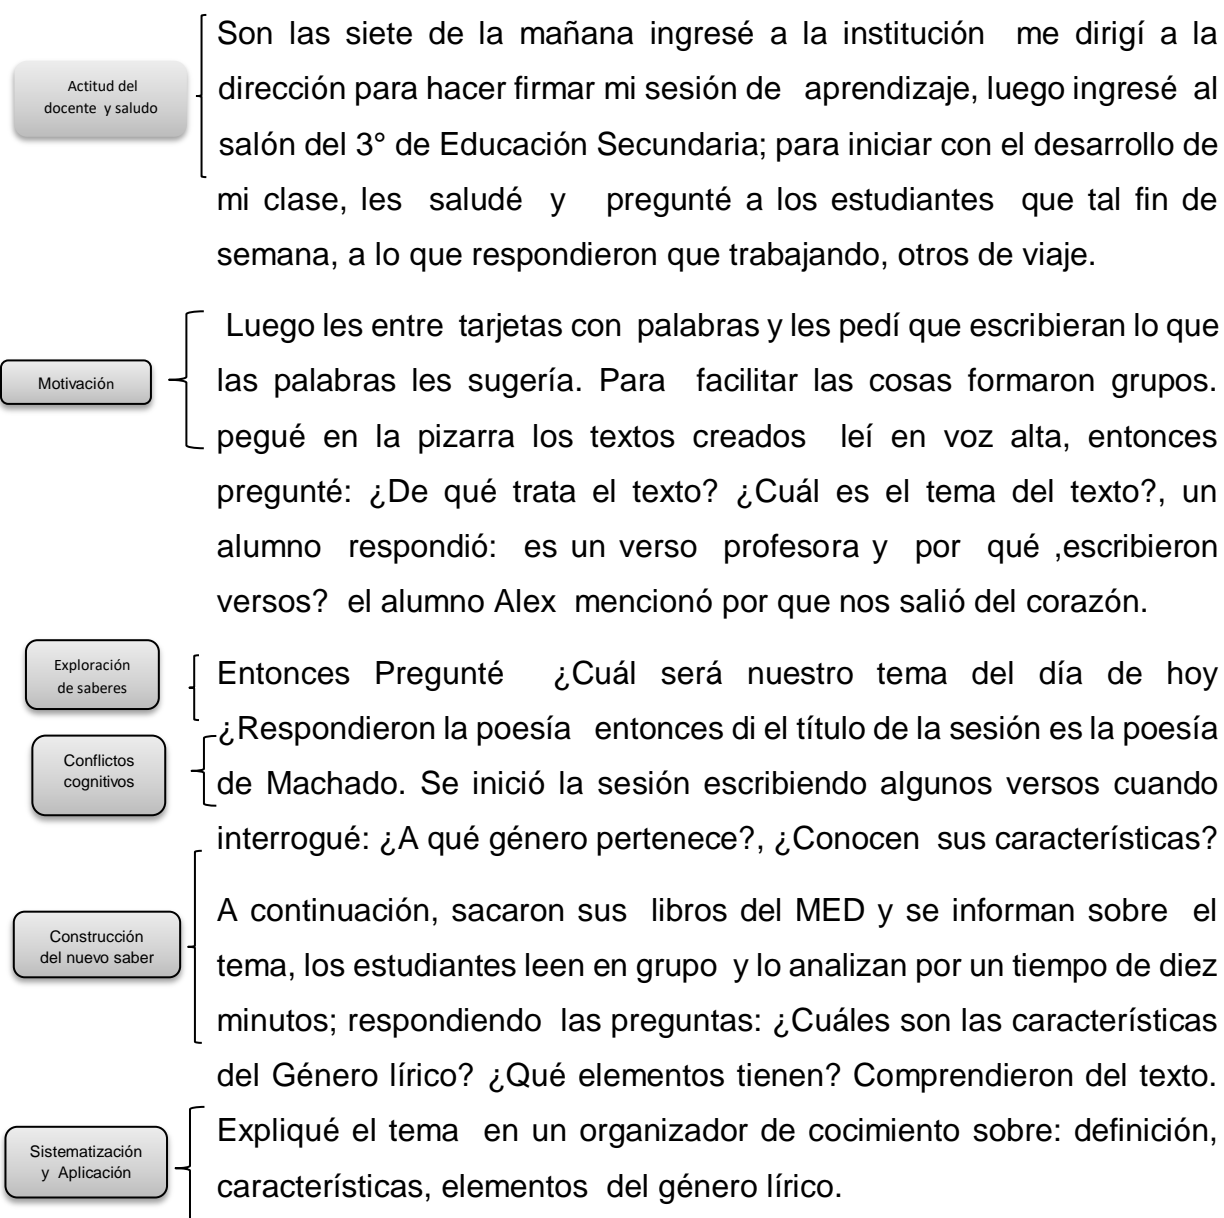 Actitud del
docente y saludo
Son las siete de la mañana ingresé a la institución me dirigí a la
dirección para hacer firmar mi sesión de aprendizaje, luego ingresé al
salón del 3° de Educación Secundaria; para iniciar con el desarrollo de
mi clase, les saludé y pregunté a los estudiantes que tal fin de
semana, a lo que respondieron que trabajando, otros de viaje.
Motivación
Luego les entre tarjetas con palabras y les pedí que escribieran lo que
las palabras les sugería. Para facilitar las cosas formaron grupos.
pegué en la pizarra los textos creados leí en voz alta, entonces
pregunté: ¿De qué trata el texto? ¿Cuál es el tema del texto?, un
alumno respondió: es un verso profesora y por qué ,escribieron
versos? el alumno Alex mencionó por que nos salió del corazón.
Exploración
de saberes
Entonces Pregunté ¿Cuál será nuestro tema del día de hoy
¿Respondieron la poesía entonces di el título de la sesión es la poesía
Conflictos
cognitivos
de Machado. Se inició la sesión escribiendo algunos versos cuando
interrogué: ¿A qué género pertenece?, ¿Conocen sus características?
Construcción
del nuevo saber
A continuación, sacaron sus libros del MED y se informan sobre el
tema, los estudiantes leen en grupo y lo analizan por un tiempo de diez
minutos; respondiendo las preguntas: ¿Cuáles son las características
del Género lírico? ¿Qué elementos tienen? Comprendieron del texto.
Sistematización
y Aplicación
Expliqué el tema en un organizador de cocimiento sobre: definición,
características, elementos del género lírico.